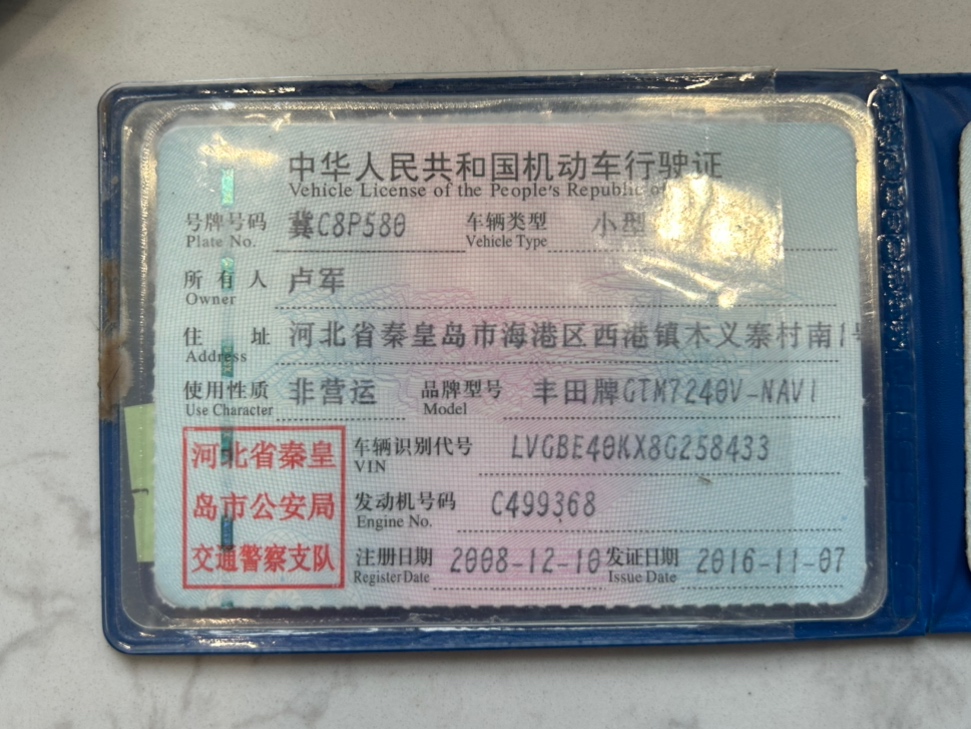 中华人民共和国机动车行驶证
Vehicle License of the People's Republic of
号牌号码 冀C8P580 车辆类型 小型
Plate No. Vehicle Type
所有人 卢军
Owner
住址 河北省秦皇岛市海港区西港镇木义寨村南1号
Address
使用性质 非营运 品牌型号 丰田牌GTM7240V-NAVI
Use Character Model
河北省秦皇
岛市公安局
交通警察支队
车辆识别代号 LVGBE40KX8G258433
VIN
发动机号码 C499368
Engine No.
注册日期 2008-12-10 发证日期 2016-11-07
Register Date Issue Date